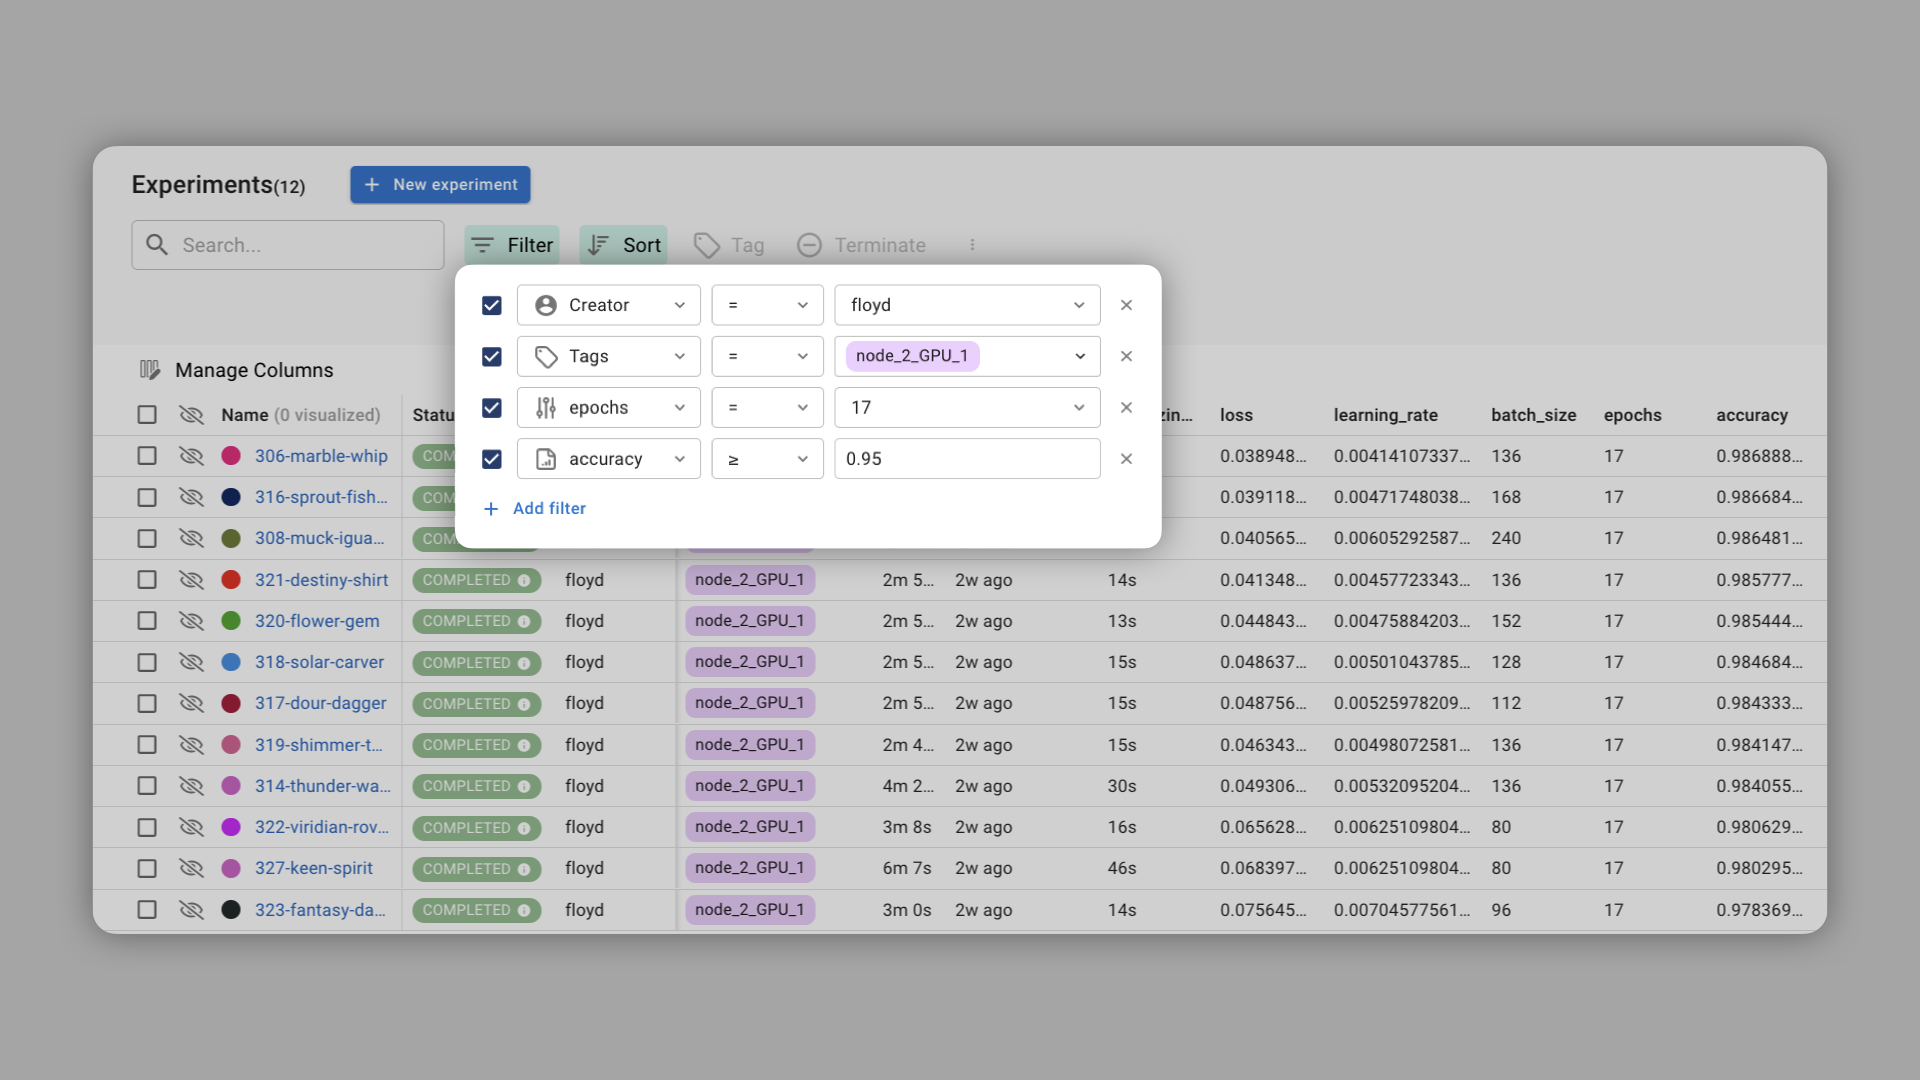 Experiments(12)
New experiment
Search...
Filter
Sort
Tag
Terminate
Creator = floyd
Tags = node_2_GPU_1
epochs = 17
accuracy ≥ 0.95
Add filter
Manage Columns
Name (0 visualized) Statu zin... loss learning_rate batch_size epochs accuracy
306-marble-whip COM 0.038948... 0.00414107337... 136 17 0.986888...
316-sprout-fish... COM 0.039118... 0.00471748038... 168 17 0.986684...
308-muck-igua... COM 0.040565... 0.00605292587... 240 17 0.986481...
321-destiny-shirt COMPLETED floyd node_2_GPU_1 2m 5... 2w ago 14s 0.041348... 0.00457723343... 136 17 0.985777...
320-flower-gem COMPLETED floyd node_2_GPU_1 2m 5... 2w ago 13s 0.044843... 0.00475884203... 152 17 0.985444...
318-solar-carver COMPLETED floyd node_2_GPU_1 2m 5... 2w ago 15s 0.048637... 0.00501043785... 128 17 0.984684...
317-dour-dagger COMPLETED floyd node_2_GPU_1 2m 5... 2w ago 15s 0.048756... 0.00525978209... 112 17 0.984333...
319-shimmer-t... COMPLETED floyd node_2_GPU_1 2m 4... 2w ago 15s 0.046343... 0.00498072581... 136 17 0.984147...
314-thunder-wa... COMPLETED floyd node_2_GPU_1 4m 2... 2w ago 30s 0.049306... 0.00532095204... 136 17 0.984055...
322-viridian-rov... COMPLETED floyd node_2_GPU_1 3m 8s 2w ago 16s 0.065628... 0.00625109804... 80 17 0.980629...
327-keen-spirit COMPLETED floyd node_2_GPU_1 6m 7s 2w ago 46s 0.068397... 0.00625109804... 80 17 0.980295...
323-fantasy-da... COMPLETED floyd node_2_GPU_1 3m 0s 2w ago 14s 0.075645... 0.00704577561... 96 17 0.978369...